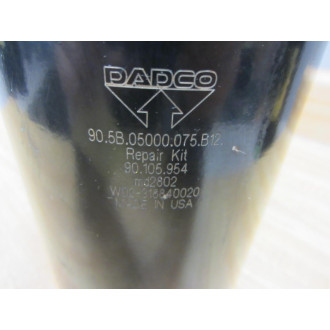 DADCO
90.5B.05000.075.B12.
Repair Kit
90.105.954
MADE IN USA